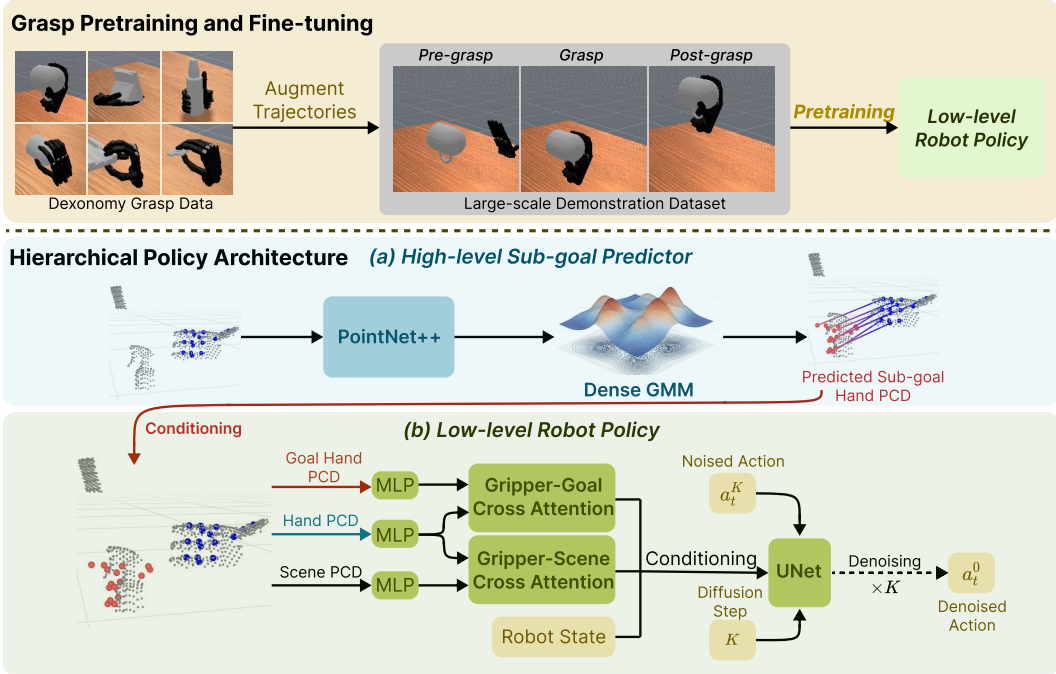 Grasp Pretraining and Fine-tuning
Dexonomy Grasp Data
Augment
Trajectories
Pre-grasp
Grasp
Post-grasp
Large-scale Demonstration Dataset
Pretraining
Low-level
Robot Policy
Hierarchical Policy Architecture
(a) High-level Sub-goal Predictor
PointNet++
Dense GMM
Predicted Sub-goal
Hand PCD
Conditioning
(b) Low-level Robot Policy
Goal Hand
PCD
Hand PCD
Scene PCD
MLP
MLP
MLP
Gripper-Goal
Cross Attention
Gripper-Scene
Cross Attention
Robot State
Conditioning
Noised Action
a_t^K
Diffusion
Step
K
UNet
Denoising
×K
a_t^0
Denoised
Action